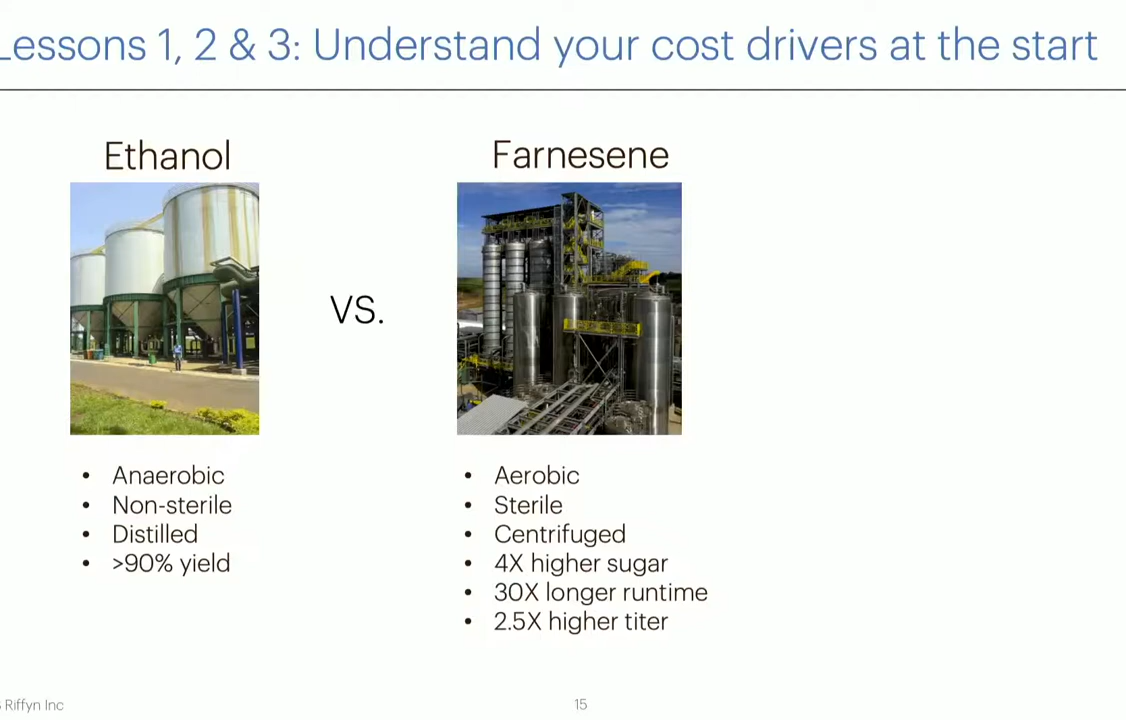 Lessons 1, 2 & 3: Understand your cost drivers at the start
Ethanol
Farnesene
VS.
• Anaerobic
• Non-sterile
• Distilled
• >90% yield
• Aerobic
• Sterile
• Centrifuged
• 4X higher sugar
• 30X longer runtime
• 2.5X higher titer
Riffyn Inc
15